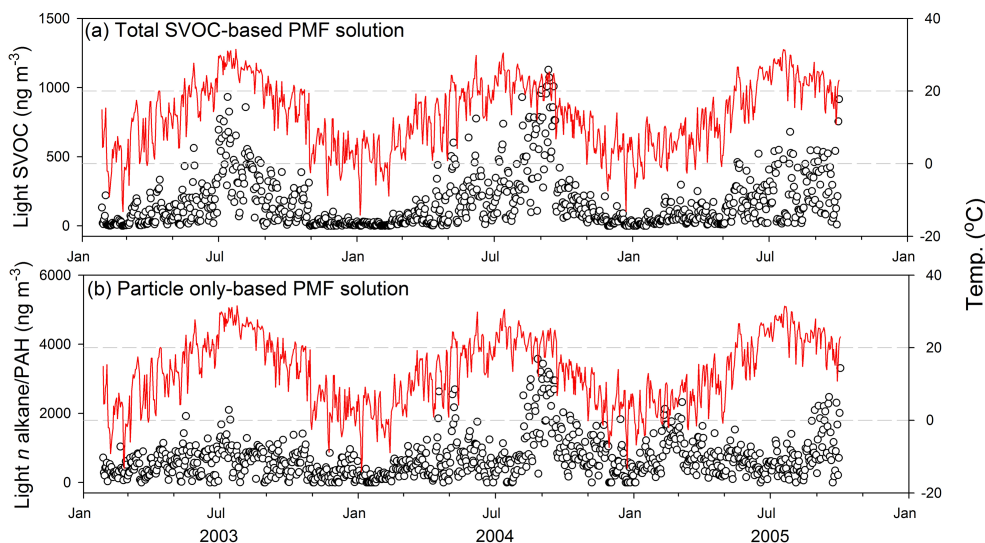 (a) Total SVOC-based PMF solution
Light SVOC (ng m-3)
1500
1000
500
0
40
20
0
-20
Jan Jul Jan Jul Jan Jul Jan
(b) Particle only-based PMF solution
Light n alkane/PAH (ng m-3)
6000
4000
2000
0
40
20
0
-20
Temp. (oC)
Jan Jul Jan Jul Jan Jul Jan
2003 2004 2005